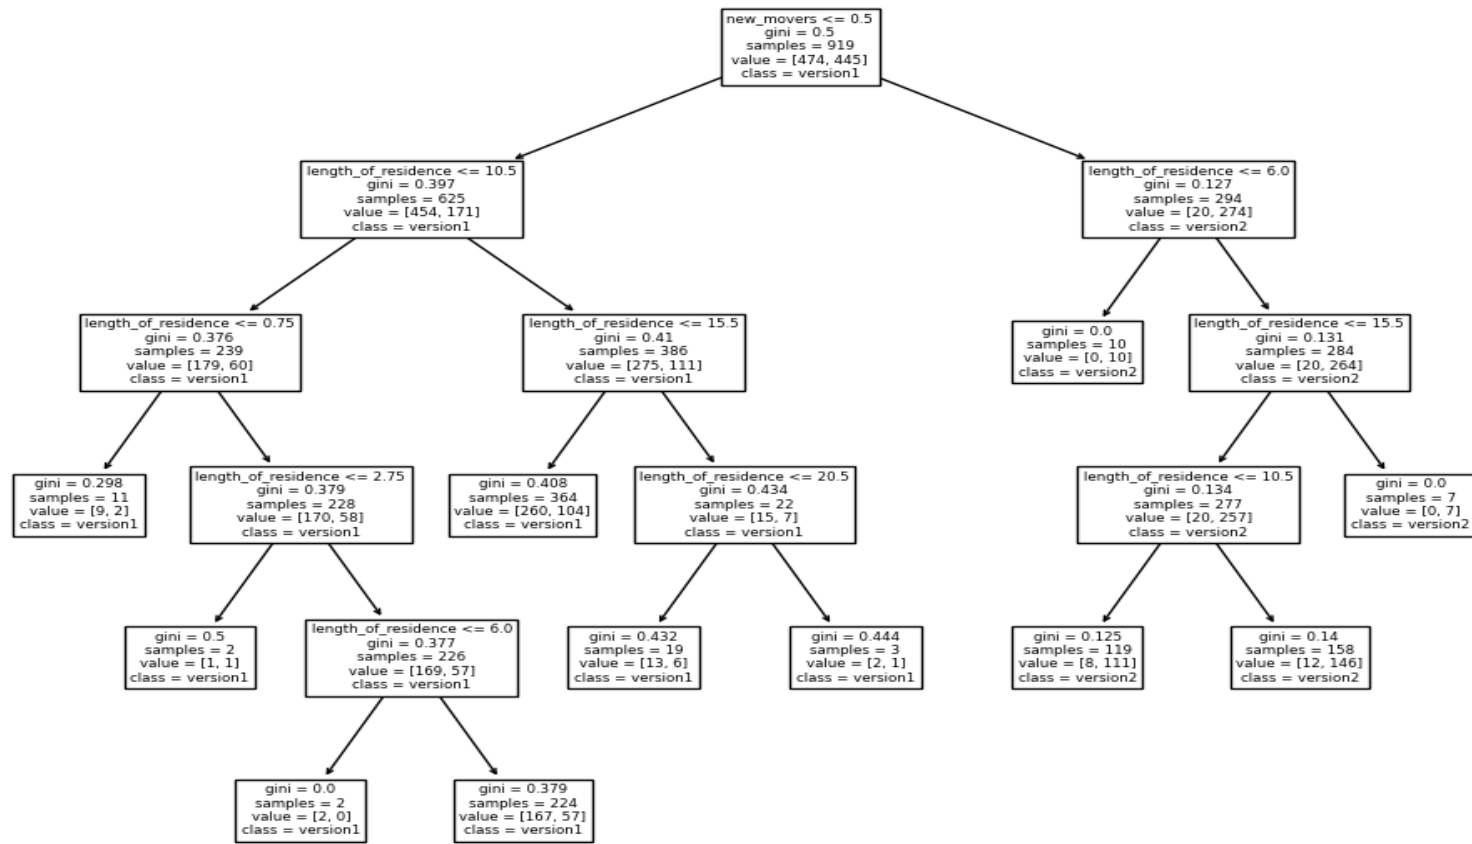 new_movers <= 0.5
gini = 0.5
samples = 919
value = [474, 445]
class = version1
length_of_residence <= 10.5
gini = 0.397
samples = 625
value = [454, 171]
class = version1
length_of_residence <= 6.0
gini = 0.127
samples = 294
value = [20, 274]
class = version2
length_of_residence <= 0.75
gini = 0.376
samples = 239
value = [179, 60]
class = version1
length_of_residence <= 15.5
gini = 0.41
samples = 386
value = [275, 111]
class = version1
gini = 0.0
samples = 10
value = [0, 10]
class = version2
length_of_residence <= 15.5
gini = 0.131
samples = 284
value = [20, 264]
class = version2
gini = 0.298
samples = 11
value = [9, 2]
class = version1
length_of_residence <= 2.75
gini = 0.379
samples = 228
value = [170, 58]
class = version1
gini = 0.408
samples = 364
value = [260, 104]
class = version1
length_of_residence <= 20.5
gini = 0.434
samples = 22
value = [15, 7]
class = version1
length_of_residence <= 10.5
gini = 0.134
samples = 277
value = [20, 257]
class = version2
gini = 0.0
samples = 7
value = [0, 7]
class = version2
gini = 0.5
samples = 2
value = [1, 1]
class = version1
length_of_residence <= 6.0
gini = 0.377
samples = 226
value = [169, 57]
class = version1
gini = 0.432
samples = 19
value = [13, 6]
class = version1
gini = 0.444
samples = 3
value = [2, 1]
class = version1
gini = 0.125
samples = 119
value = [8, 111]
class = version2
gini = 0.14
samples = 158
value = [12, 146]
class = version2
gini = 0.0
samples = 2
value = [2, 0]
class = version1
gini = 0.379
samples = 224
value = [167, 57]
class = version1